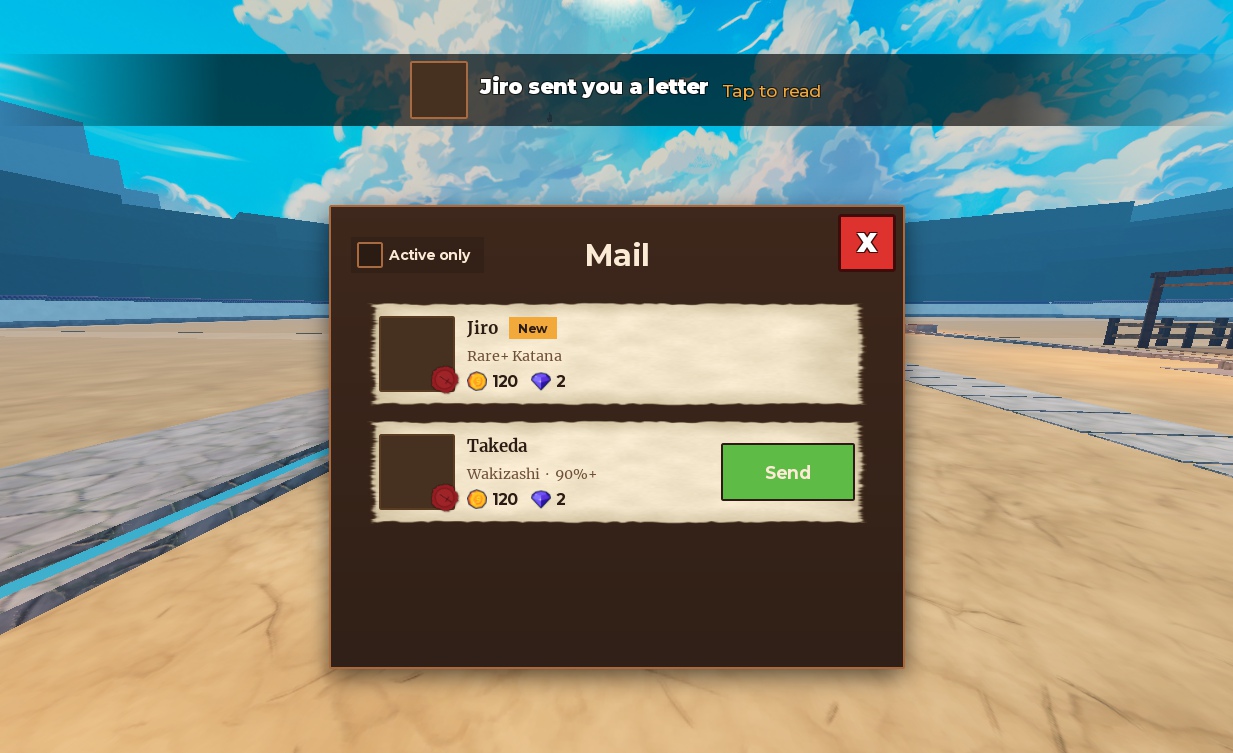 Jiro sent you a letter Tap to read
Active only
Mail
X
Jiro New
Rare+ Katana
120 2
Takeda
Wakizashi · 90%+
120 2
Send